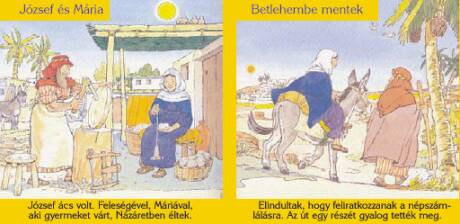 József és Mária
József ács volt. Feleségével, Máriával,
aki gyermeket várt, Názáretben éltek.
Betlehembe mentek
Elindultak, hogy feliratkozzanak a népszám-
lálásra. Az út egy részét gyalog tették meg.